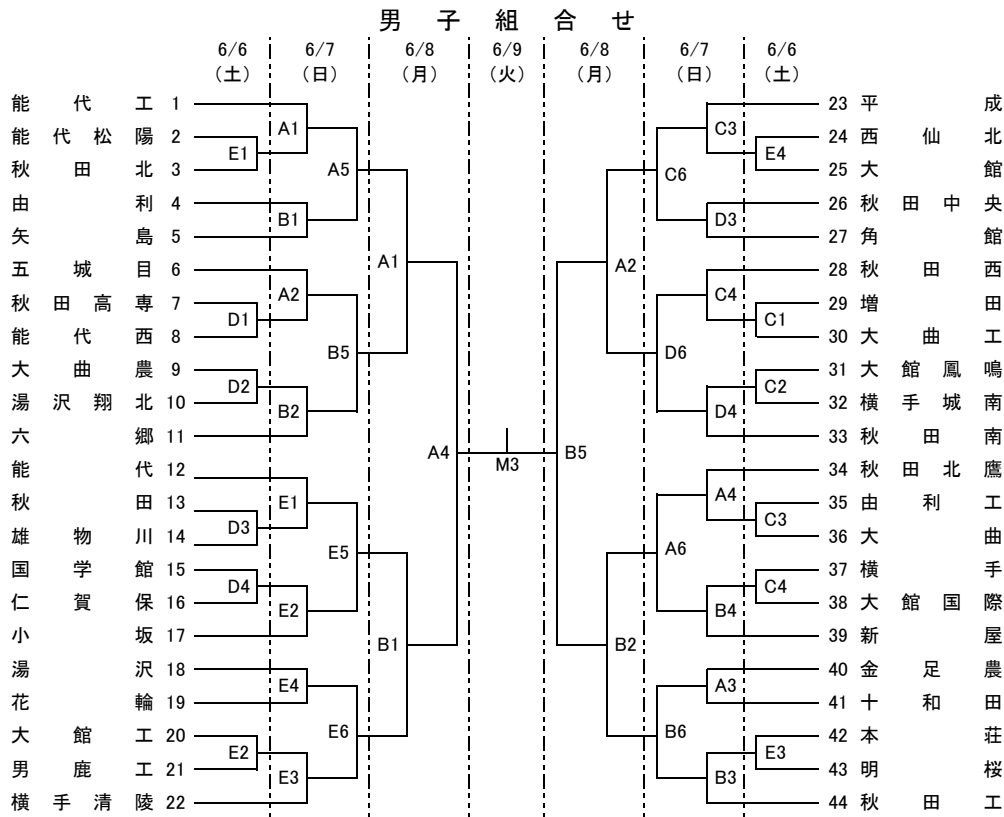 男子組合せ
6/6 6/7 6/8 6/9 6/8 6/7 6/6
(土) (日) (月) (火) (月) (日) (土)
能代工 1 23 平成
A1 C3
能代松陽 2 24 西仙北
E1 E4
秋田北 3 A5 C6 25 大館
由利 4 26 秋田中央
B1 D3
矢島 5 27 角館
A1 A2
五城目 6 28 秋田西
A2 C4
秋田高専 7 29 増田
D1 C1
能代西 8 30 大曲工
B5 D6
大曲農 9 31 大館鳳鳴
D2 C2
湯沢翔北 10 32 横手城南
B2 D4
六郷 11 33 秋田南
A4 M3 B5
能代 12 34 秋田北鷹
E1 A4
秋田 13 35 由利工
D3 C3
雄物川 14 36 大曲
E5 A6
国学館 15 37 横手
D4 C4
仁賀保 16 38 大館国際
E2 B4
小坂 17 39 新屋
B1 B2
湯沢 18 40 金足農
E4 A3
花輪 19 41 十和田
E6 B6
大館工 20 42 本荘
E2 E3
男鹿工 21 43 明桜
E3 B3
横手清陵 22 44 秋田工